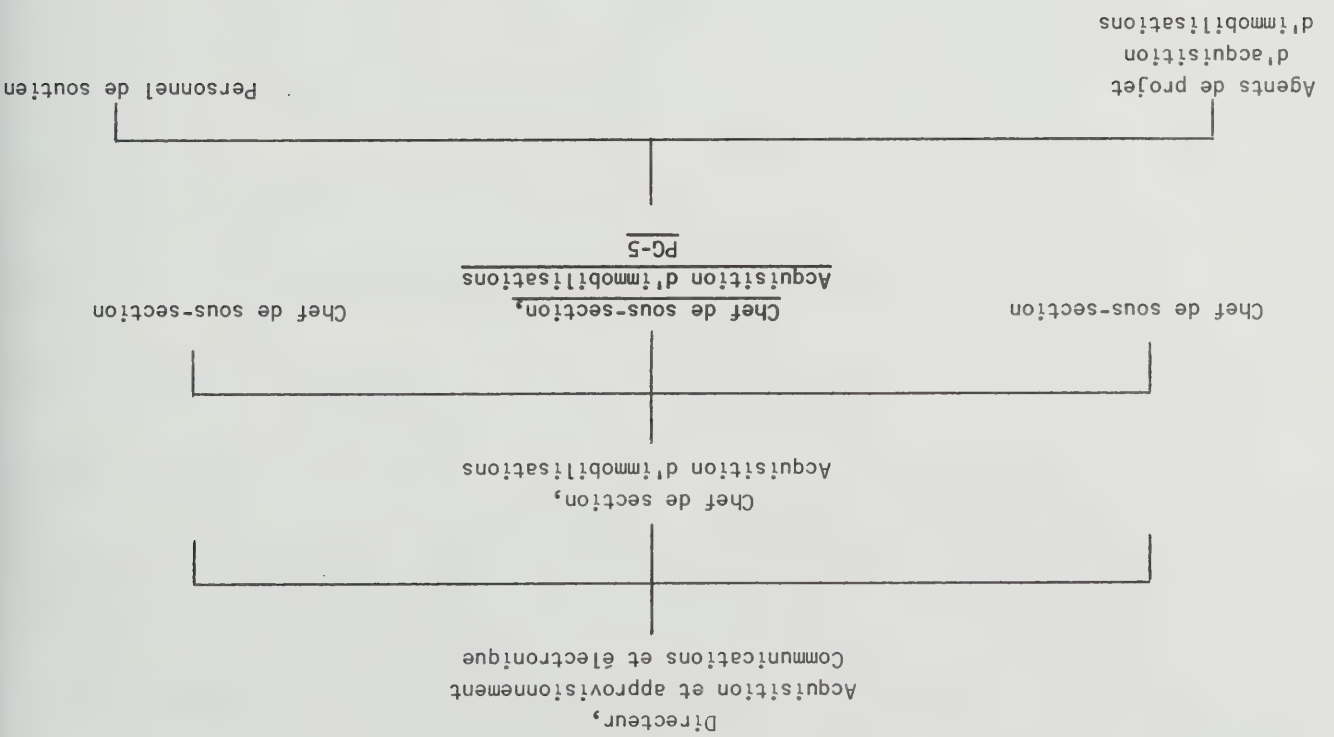 Directeur,
Acquisition et approvisionnement
Communications et électronique
Chef de section,
Acquisition d'immobilisations
Chef de sous-section
Chef de sous-section,
Acquisition d'immobilisations
PG-5
Chef de sous-section
Agents de projet
d'acquisition
d'immobilisations
Personnel de soutien